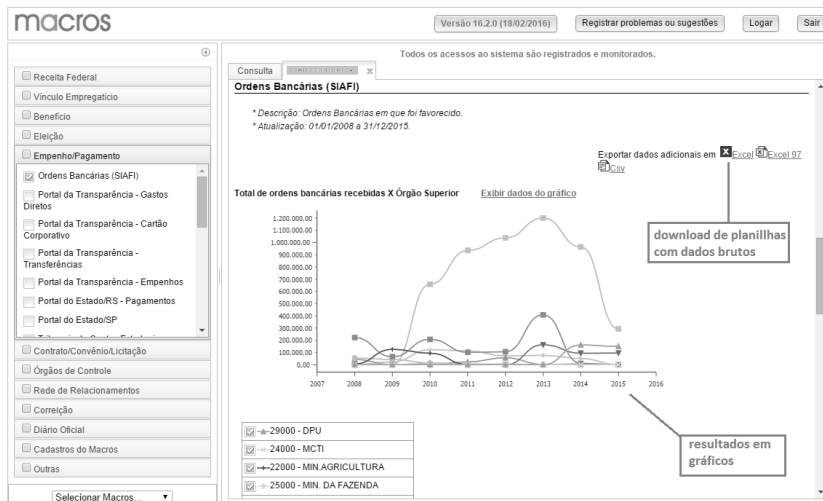 macros
Versão 16.2.0 (18/02/2016)
Registrar problemas ou sugestões
Logar
Sair
Todos os acessos ao sistema são registrados e monitorados.
Receita Federal
Vínculo Empregatício
Benefício
Eleição
Empenho/Pagamento
Ordens Bancárias (SIAFI)
Portal da Transparência - Gastos
Diretos
Portal da Transparência - Cartão
Corporativo
Portal da Transparência -
Transferências
Portal da Transparência - Empenhos
Portal do Estado/RS - Pagamentos
Portal do Estado/SP
Contrato/Convênio/Licitação
Órgãos de Controle
Rede de Relacionamentos
Correição
Diário Oficial
Cadastros do Macros
Outras
Selecionar Macros...
Consulta
x
Ordens Bancárias (SIAFI)
* Descrição: Ordens Bancárias em que foi favorecido.
* Atualização: 01/01/2008 a 31/12/2015.
Exportar dados adicionais em Excel Excel 97
Csv
Total de ordens bancárias recebidas X Órgão Superior Exibir dados do gráfico
download de planillhas
com dados brutos
1.200.000,00
1.100.000,00
1.000.000,00
900.000,00
800.000,00
700.000,00
600.000,00
500.000,00
400.000,00
300.000,00
200.000,00
100.000,00
0,00
2007 2008 2009 2010 2011 2012 2013 2014 2015 2016
resultados em
gráficos
29000 - DPU
24000 - MCTI
22000 - MIN.AGRICULTURA
25000 - MIN. DA FAZENDA